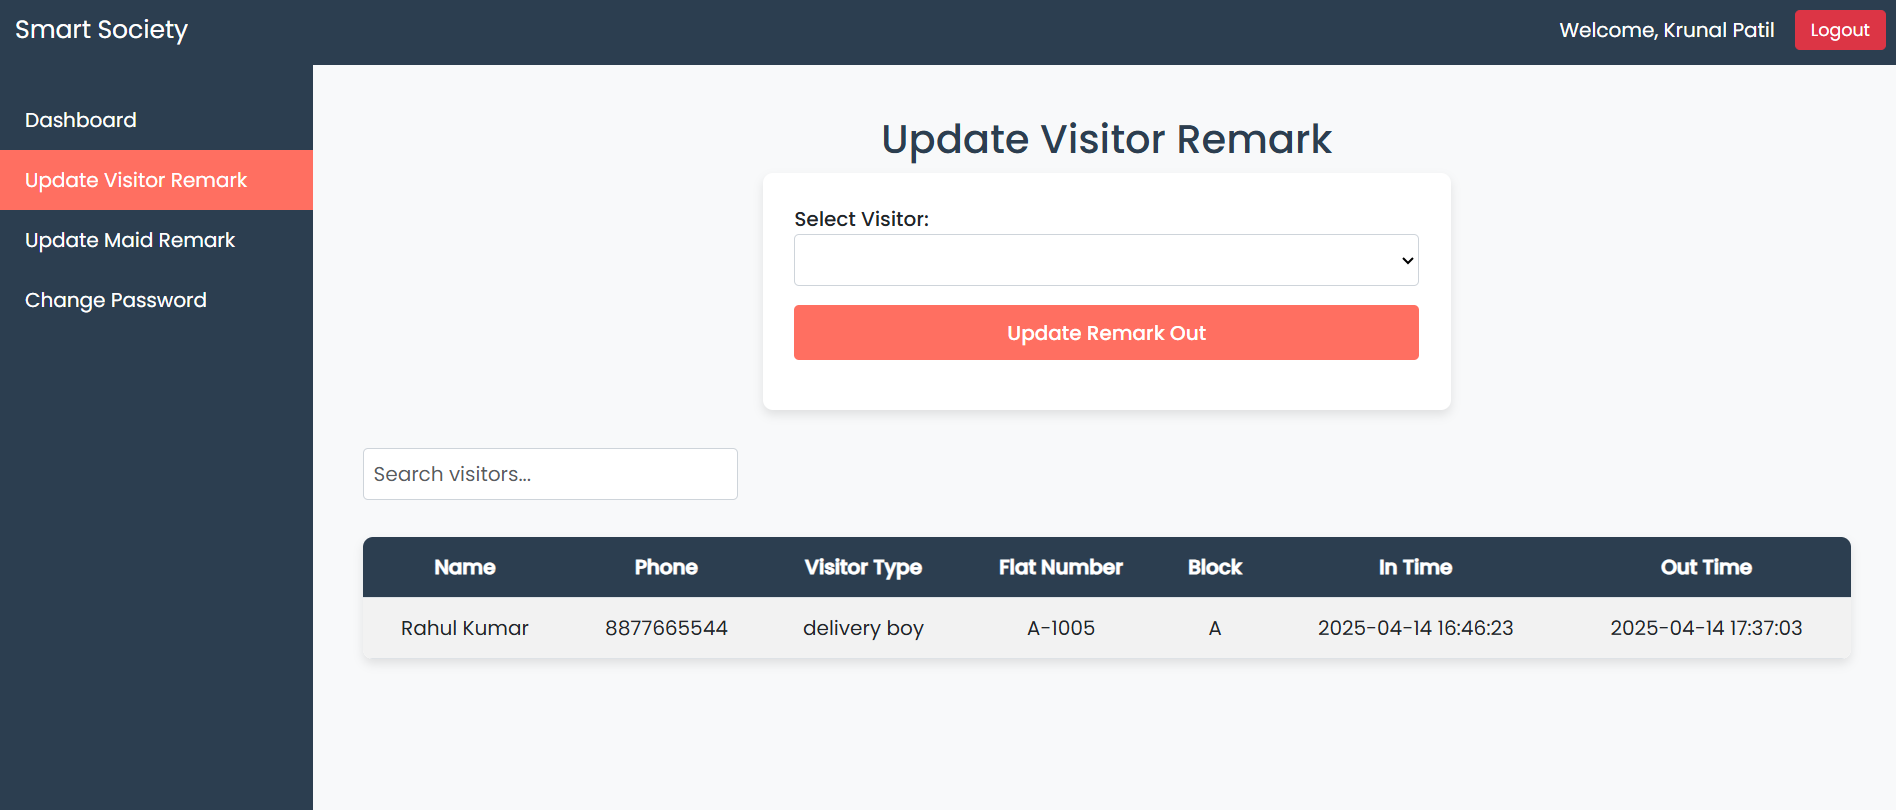 Smart Society
Welcome, Krunal Patil
Logout
Dashboard
Update Visitor Remark
Update Maid Remark
Change Password
Update Visitor Remark
Select Visitor:
Update Remark Out
Search visitors...
Name Phone Visitor Type Flat Number Block In Time Out Time
Rahul Kumar 8877665544 delivery boy A-1005 A 2025-04-14 16:46:23 2025-04-14 17:37:03